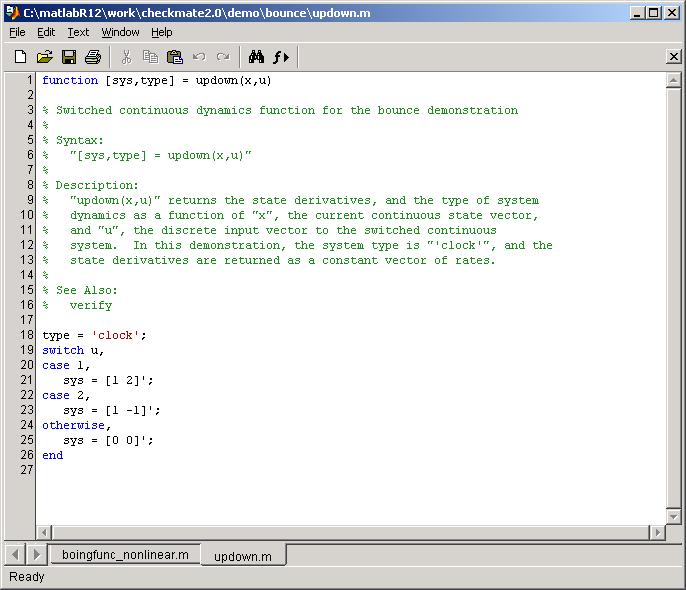 C:\matlabR12\work\checkmate2.0\demo\bounce\updown.m
File Edit Text Window Help
1 function [sys,type] = updown(x,u)
2
3 % Switched continuous dynamics function for the bounce demonstration
4 %
5 % Syntax:
6 %   "[sys,type] = updown(x,u)"
7 %
8 % Description:
9 %   "updown(x,u)" returns the state derivatives, and the type of system
10 %   dynamics as a function of "x", the current continuous state vector,
11 %   and "u", the discrete input vector to the switched continuous
12 %   system.  In this demonstration, the system type is "'clock'", and the
13 %   state derivatives are returned as a constant vector of rates.
14 %
15 % See Also:
16 %   verify
17
18 type = 'clock';
19 switch u,
20 case 1,
21    sys = [1 2]';
22 case 2,
23    sys = [1 -1]';
24 otherwise,
25    sys = [0 0]';
26 end
27
boingfunc_nonlinear.m updown.m
Ready